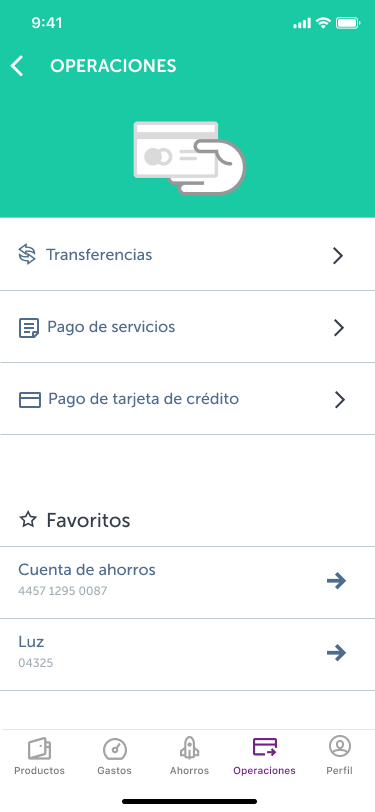 9:41
OPERACIONES
Transferencias
Pago de servicios
Pago de tarjeta de crédito
Favoritos
Cuenta de ahorros
4457 1295 0087
Luz
04325
Productos Gastos Ahorros Operaciones Perfil